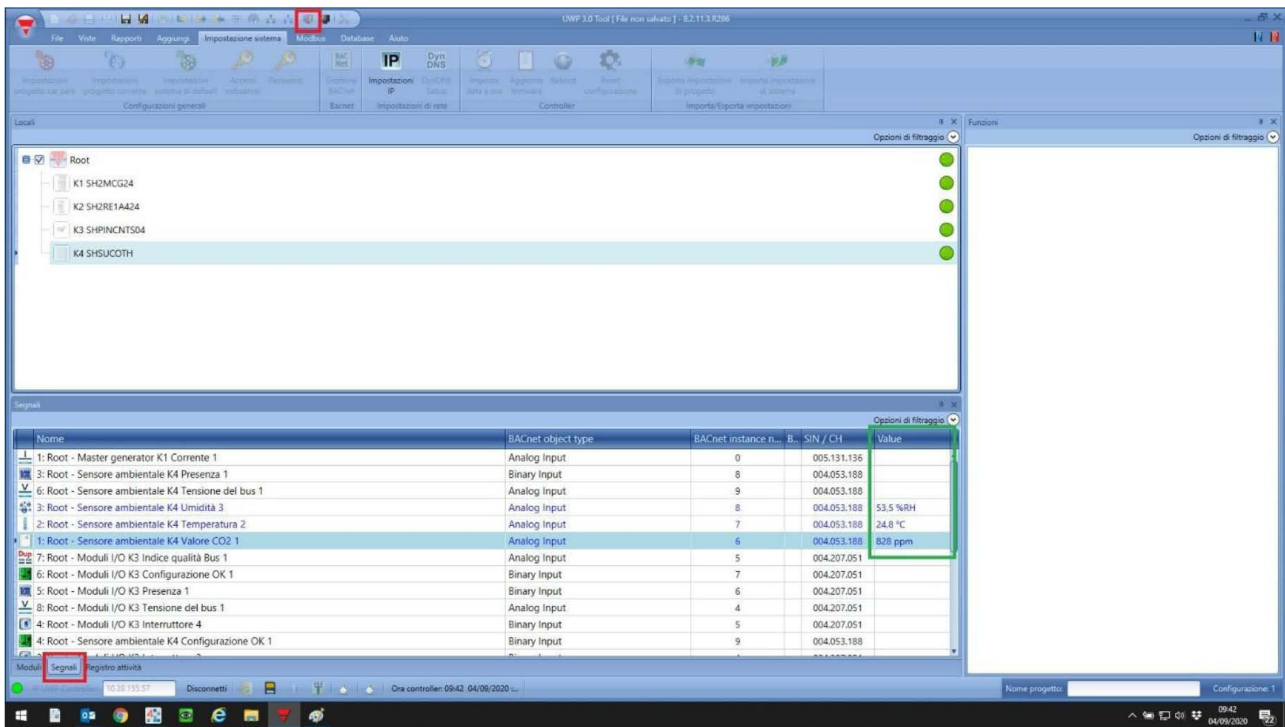 UWP 3.0 Tool [ File non salvato ] - 8.2.11.3.R286
File Viste Rapporti Aggiungi Impostazione sistema Modbus Database Aiuto
BAC Net IP Dyn DNS
Impostazioni IP
Configurazioni generali Bacnet Impostazioni di rete Controller Importa/Esporta impostazioni
Locali
Opzioni di filtraggio
Root
K1 SH2MCG24
K2 SH2RE1A424
K3 SHPINCNTS04
K4 SHSUCOTH
Funzioni
Opzioni di filtraggio
Segnali
Opzioni di filtraggio
Nome BACnet object type BACnet instance n... B.. SIN / CH Value
1: Root - Master generator K1 Corrente 1 Analog Input 0 005.131.136
3: Root - Sensore ambientale K4 Presenza 1 Binary Input 8 004.053.188
6: Root - Sensore ambientale K4 Tensione del bus 1 Analog Input 9 004.053.188
3: Root - Sensore ambientale K4 Umidità 3 Analog Input 8 004.053.188 53,5 %RH
2: Root - Sensore ambientale K4 Temperatura 2 Analog Input 7 004.053.188 24,8 °C
1: Root - Sensore ambientale K4 Valore CO2 1 Analog Input 6 004.053.188 828 ppm
7: Root - Moduli I/O K3 Indice qualità Bus 1 Analog Input 5 004.207.051
6: Root - Moduli I/O K3 Configurazione OK 1 Binary Input 7 004.207.051
5: Root - Moduli I/O K3 Presenza 1 Binary Input 6 004.207.051
8: Root - Moduli I/O K3 Tensione del bus 1 Analog Input 4 004.207.051
4: Root - Moduli I/O K3 Interruttore 4 Binary Input 5 004.207.051
4: Root - Sensore ambientale K4 Configurazione OK 1 Binary Input 9 004.053.188
Moduli Segnali Registro attività
10.38.155.57 Disconnetti Ora controller: 09:42 04/09/2020 :... Nome progetto: Configurazione: 1
09:42
04/09/2020